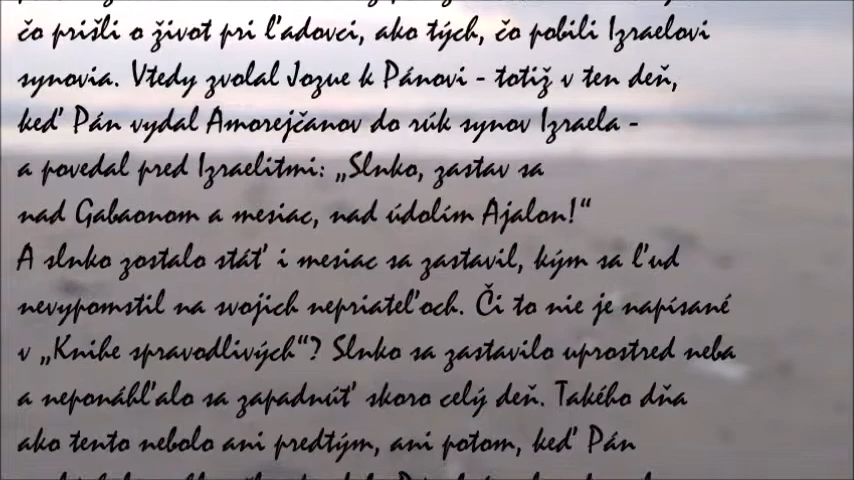 čo prišli o život pri ľadovci, ako tých, čo pobili Izraelovi
synovia. Vtedy zvolal Jozue k Pánovi - totiž v ten deň,
keď Pán vydal Amorejčanov do rúk synov Izraela -
a povedal pred Izraelitmi: „Slnko, zastav sa
nad Gabaonom a mesiac, nad údolím Ajalon!“
A slnko zostalo stáť i mesiac sa zastavil, kým sa ľud
nevypomstil na svojich nepriateľoch. Či to nie je napísané
v „Knihe spravodlivých“? Slnko sa zastavilo uprostred neba
a neponáhľalo sa zapadnúť skoro celý deň. Takého dňa
ako tento nebolo ani predtým, ani potom, keď Pán